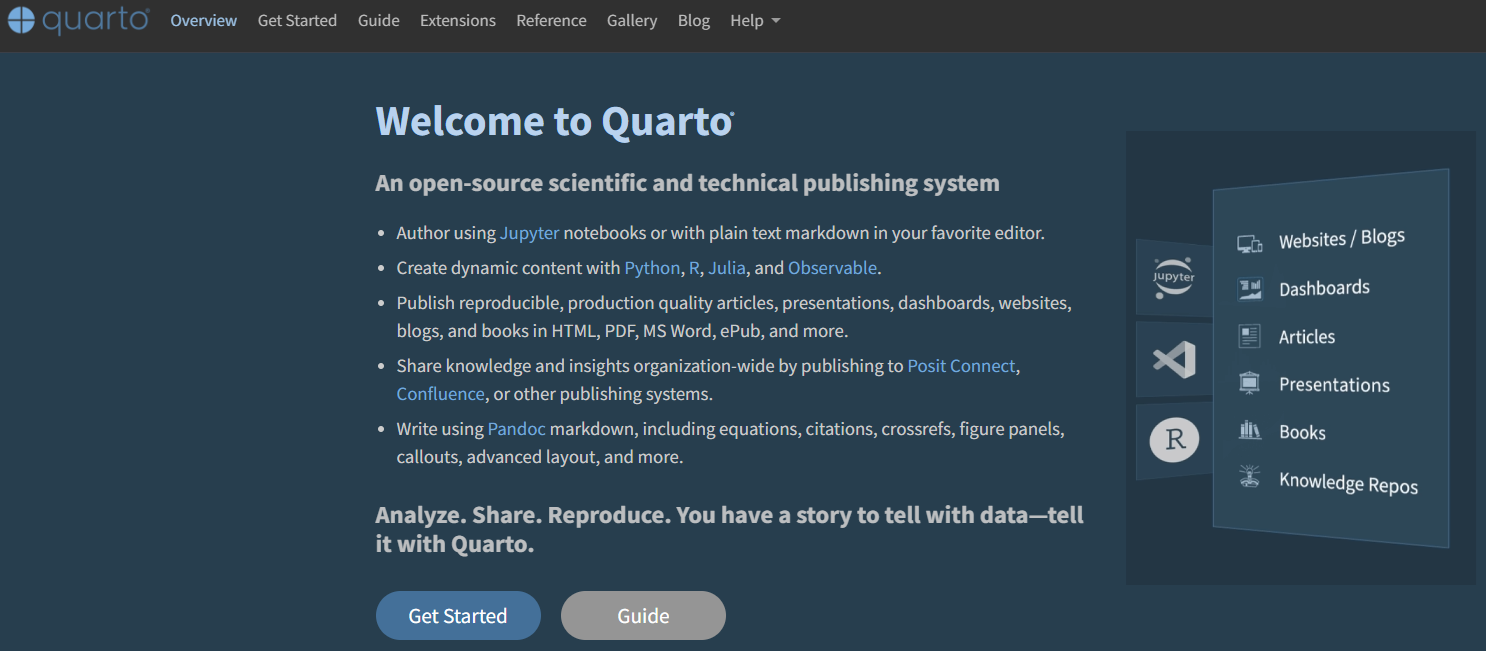 quarto
Overview Get Started Guide Extensions Reference Gallery Blog Help
Welcome to Quarto®
An open-source scientific and technical publishing system
• Author using Jupyter notebooks or with plain text markdown in your favorite editor.
• Create dynamic content with Python, R, Julia, and Observable.
• Publish reproducible, production quality articles, presentations, dashboards, websites,
blogs, and books in HTML, PDF, MS Word, ePub, and more.
• Share knowledge and insights organization-wide by publishing to Posit Connect,
Confluence, or other publishing systems.
• Write using Pandoc markdown, including equations, citations, crossrefs, figure panels,
callouts, advanced layout, and more.
Analyze. Share. Reproduce. You have a story to tell with data—tell
it with Quarto.
Get Started
Guide
Jupyter
R
Websites / Blogs
Dashboards
Articles
Presentations
Books
Knowledge Repos